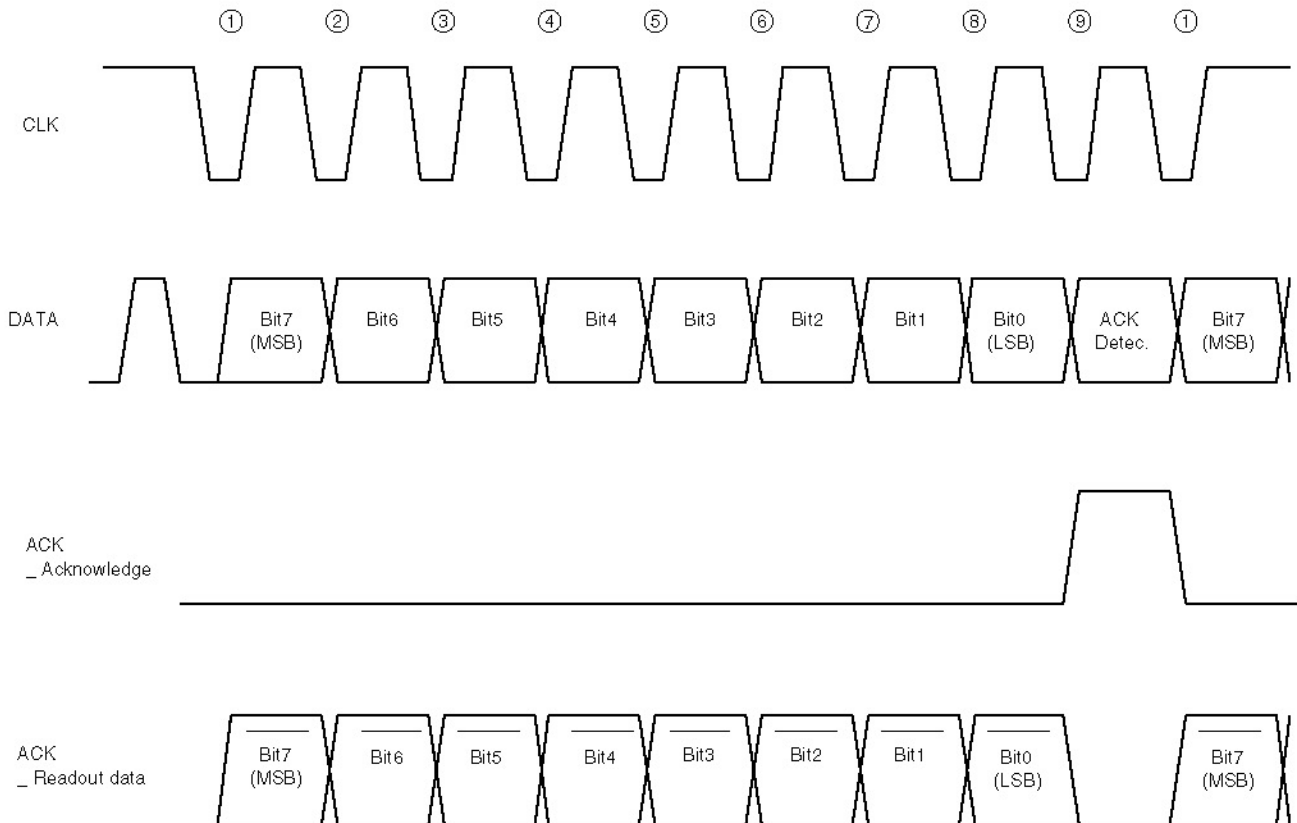 ① ② ③ ④ ⑤ ⑥ ⑦ ⑧ ⑨ ①
CLK
DATA
Bit7 Bit6 Bit5 Bit4 Bit3 Bit2 Bit1 Bit0 ACK Bit7
(MSB) (LSB) Detec. (MSB)
ACK
_ Acknowledge
ACK
_ Readout data
Bit7 Bit6 Bit5 Bit4 Bit3 Bit2 Bit1 Bit0 Bit7
(MSB) (LSB) (MSB)